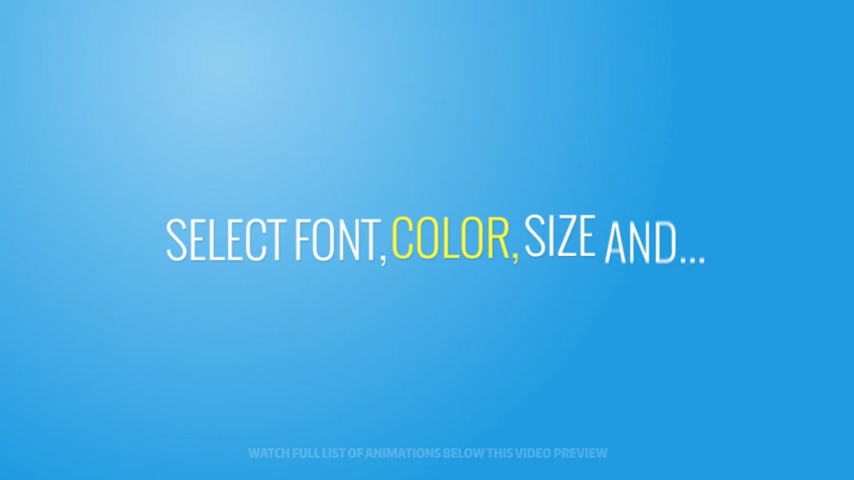 SELECT FONT, COLOR, SIZE AND...
WATCH FULL LIST OF ANIMATIONS BELOW THIS VIDEO PREVIEW